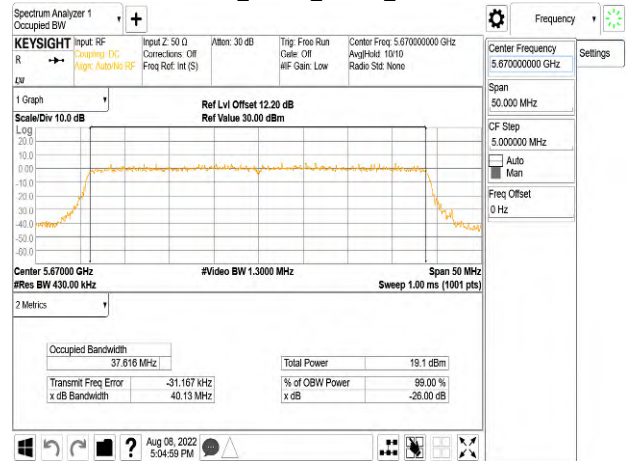 Spectrum Analyzer 1
Occupied BW
Frequency
KEYSIGHT
R
Input: RF
Coupling: DC
Align: Auto/No RF
Input Z: 50 Ω
Corrections: Off
Freq Ref: Int (S)
Atten: 30 dB
Trig: Free Run
Gate: Off
#IF Gain: Low
Center Freq: 5.670000000 GHz
Avg|Hold: 10/10
Radio Std: None
Center Frequency
5.670000000 GHz
Settings
Span
50.000 MHz
CF Step
5.000000 MHz
Auto
Man
Freq Offset
0 Hz
1 Graph
Scale/Div 10.0 dB
Ref Lvl Offset 12.20 dB
Ref Value 30.00 dBm
Log
20.0
10.0
0.00
-10.0
-20.0
-30.0
-40.0
-50.0
-60.0
Center 5.67000 GHz
#Res BW 430.00 kHz
#Video BW 1.3000 MHz
Span 50 MHz
Sweep 1.00 ms (1001 pts)
2 Metrics
Occupied Bandwidth
37.616 MHz
Total Power 19.1 dBm
Transmit Freq Error -31.167 kHz
% of OBW Power 99.00 %
x dB Bandwidth 40.13 MHz
x dB -26.00 dB
Aug 08, 2022
5:04:59 PM